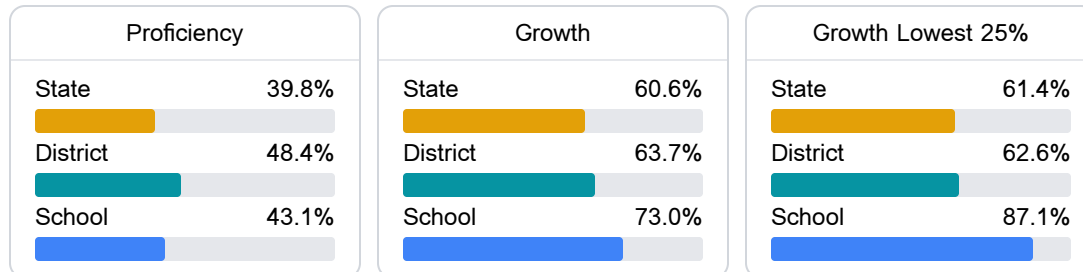 Proficiency
State 39.8%
District 48.4%
School 43.1%
Growth
State 60.6%
District 63.7%
School 73.0%
Growth Lowest 25%
State 61.4%
District 62.6%
School 87.1%